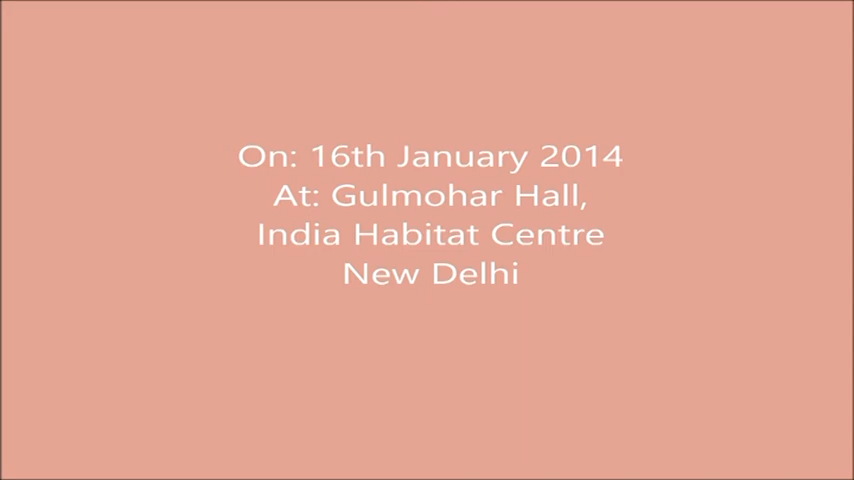 On: 16th January 2014
At: Gulmohar Hall,
India Habitat Centre
New Delhi